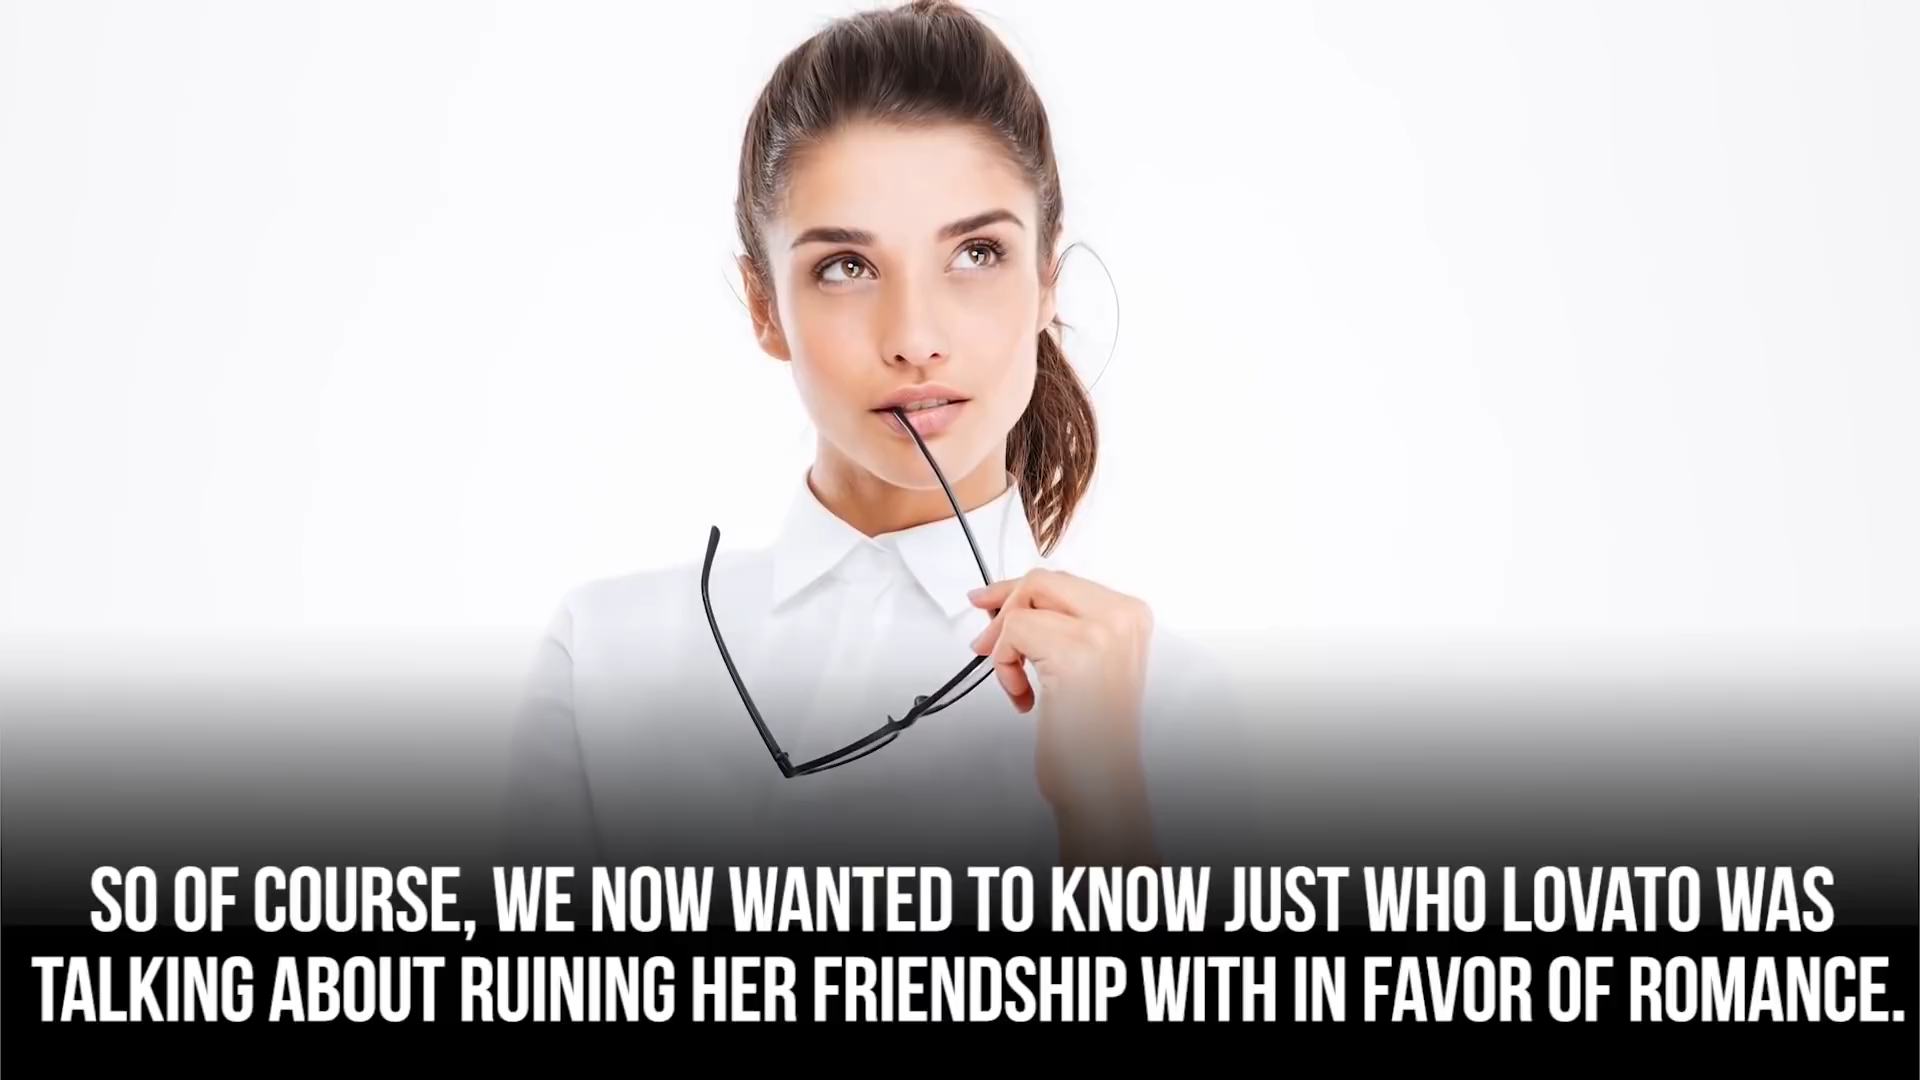 SO OF COURSE, WE NOW WANTED TO KNOW JUST WHO LOVATO WAS
TALKING ABOUT RUINING HER FRIENDSHIP WITH IN FAVOR OF ROMANCE.